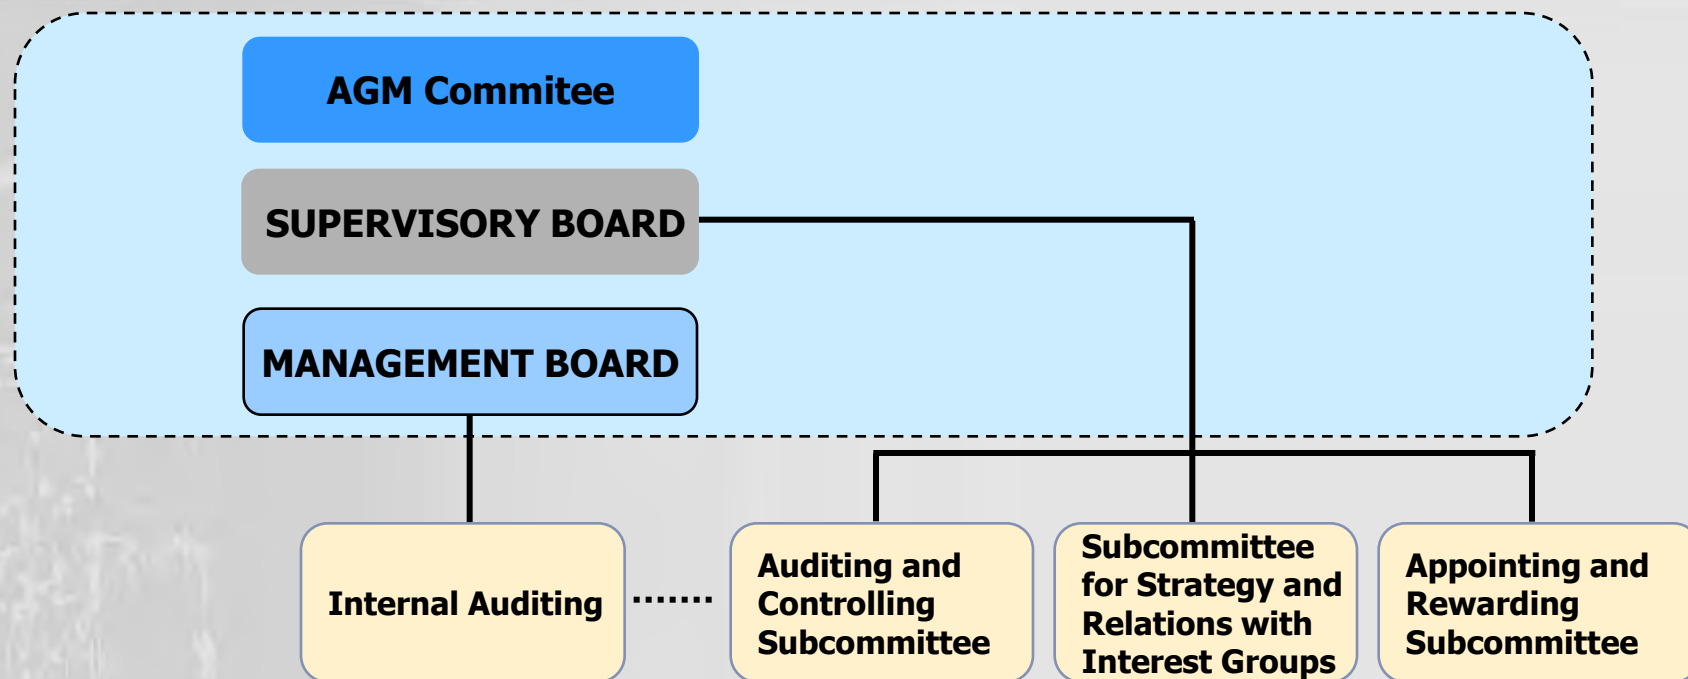 AGM Commitee
SUPERVISORY BOARD
MANAGEMENT BOARD
Internal Auditing
Auditing and
Controlling
Subcommittee
Subcommittee
for Strategy and
Relations with
Interest Groups
Appointing and
Rewarding
Subcommittee